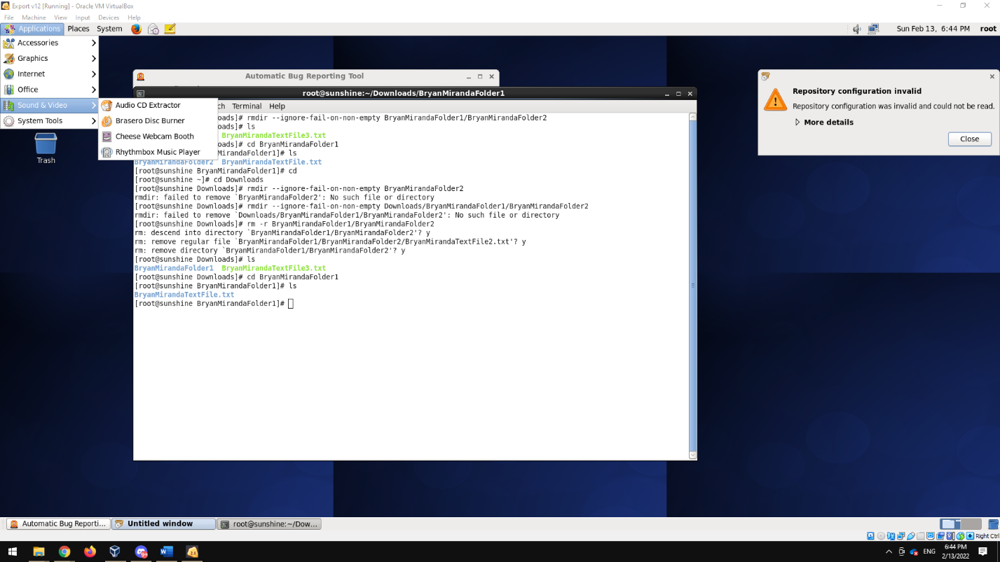 Export v12 [Running] - Oracle VM VirtualBox
File Machine View Input Devices Help
Applications Places System Sun Feb 13, 6:44 PM root
Accessories
Graphics
Internet
Office
Sound & Video
System Tools
Audio CD Extractor
Brasero Disc Burner
Cheese Webcam Booth
Rhythmbox Music Player
Trash
Automatic Bug Reporting Tool
root@sunshine:~/Downloads/BryanMirandaFolder1
ch Terminal Help
oads]# rmdir --ignore-fail-on-non-empty BryanMirandaFolder1/BryanMirandaFolder2
oads]# ls
BryanMirandaTextFile3.txt
oads]# cd BryanMirandaFolder1
nMirandaFolder1]# ls
BryanMirandaFolder2 BryanMirandaTextFile.txt
[root@sunshine BryanMirandaFolder1]# cd
[root@sunshine ~]# cd Downloads
[root@sunshine Downloads]# rmdir --ignore-fail-on-non-empty BryanMirandaFolder2
rmdir: failed to remove `BryanMirandaFolder2': No such file or directory
[root@sunshine Downloads]# rmdir --ignore-fail-on-non-empty Downloads/BryanMirandaFolder1/BryanMirandaFolder2
rmdir: failed to remove `Downloads/BryanMirandaFolder1/BryanMirandaFolder2': No such file or directory
[root@sunshine Downloads]# rm -r BryanMirandaFolder1/BryanMirandaFolder2
rm: descend into directory `BryanMirandaFolder1/BryanMirandaFolder2'? y
rm: remove regular file `BryanMirandaFolder1/BryanMirandaFolder2/BryanMirandaTextFile2.txt'? y
rm: remove directory `BryanMirandaFolder1/BryanMirandaFolder2'? y
[root@sunshine Downloads]# ls
BryanMirandaFolder1 BryanMirandaTextFile3.txt
[root@sunshine Downloads]# cd BryanMirandaFolder1
[root@sunshine BryanMirandaFolder1]# ls
BryanMirandaTextFile.txt
[root@sunshine BryanMirandaFolder1]#
Repository configuration invalid
Repository configuration was invalid and could not be read.
More details
Close
Automatic Bug Reporti... Untitled window root@sunshine:~/Dow...
Right Ctrl
ENG
6:44 PM
2/13/2022